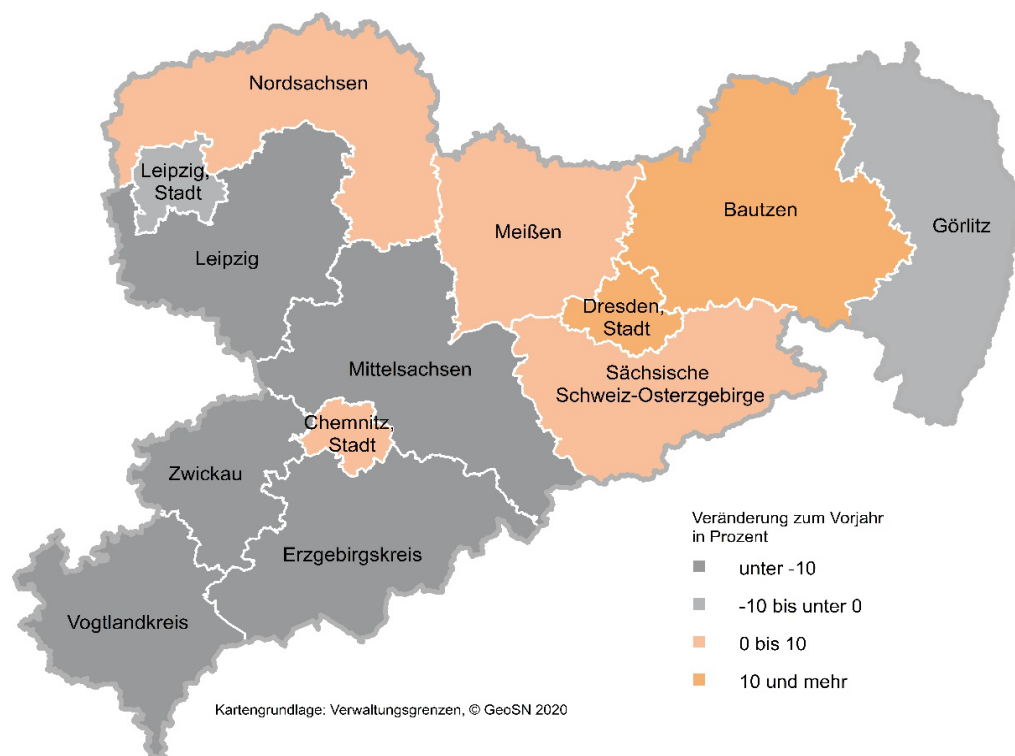 Nordsachsen
Leipzig,
Stadt
Leipzig
Meißen
Bautzen
Görlitz
Dresden,
Stadt
Mittelsachsen
Sächsische
Schweiz-Osterzgebirge
Chemnitz,
Stadt
Zwickau
Erzgebirgskreis
Vogtlandkreis
Veränderung zum Vorjahr
in Prozent
unter -10
-10 bis unter 0
0 bis 10
10 und mehr
Kartengrundlage: Verwaltungsgrenzen, © GeoSN 2020